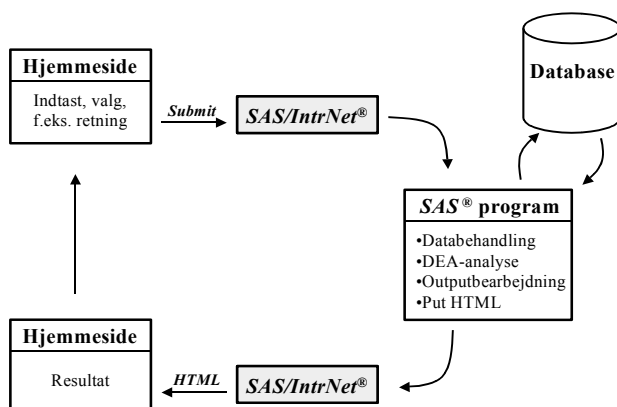 Hjemmeside
Indtast, valg,
f.eks. retning
Submit
SAS/IntrNet®
Database
SAS® program
•Databehandling
•DEA-analyse
•Outputbearbejdning
•Put HTML
SAS/IntrNet®
HTML
Hjemmeside
Resultat